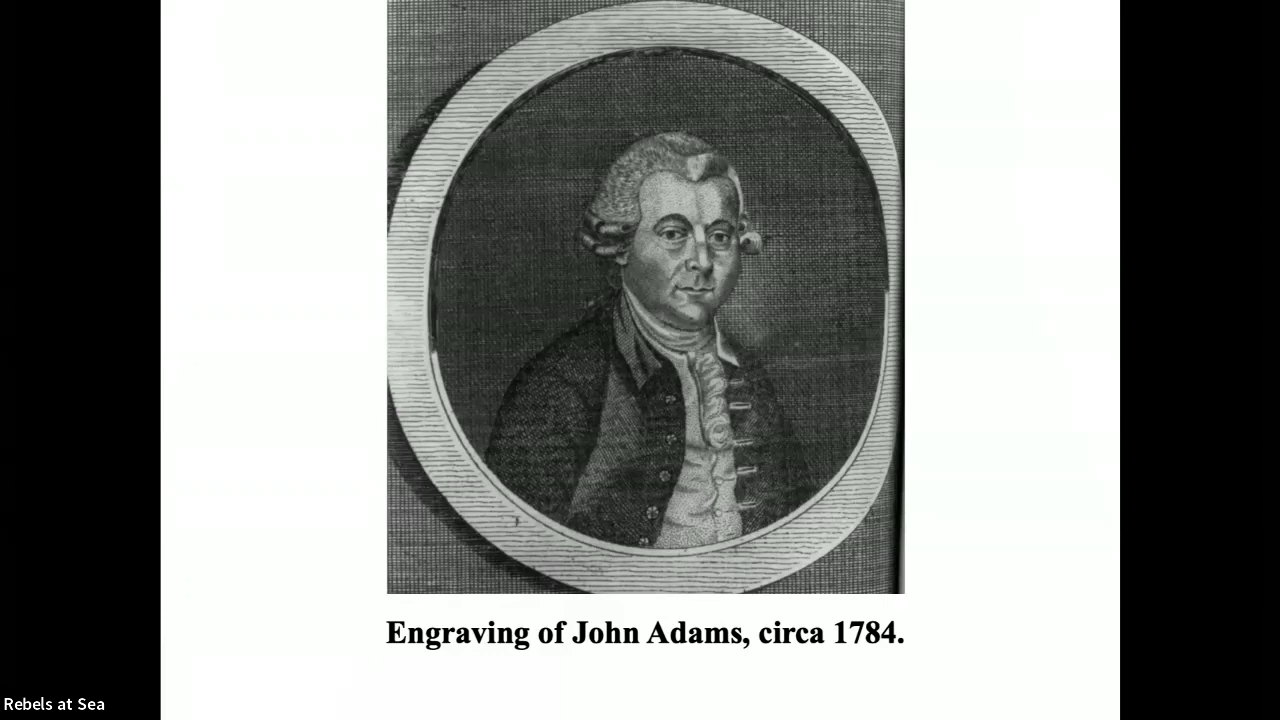 Engraving of John Adams, circa 1784.
Rebels at Sea